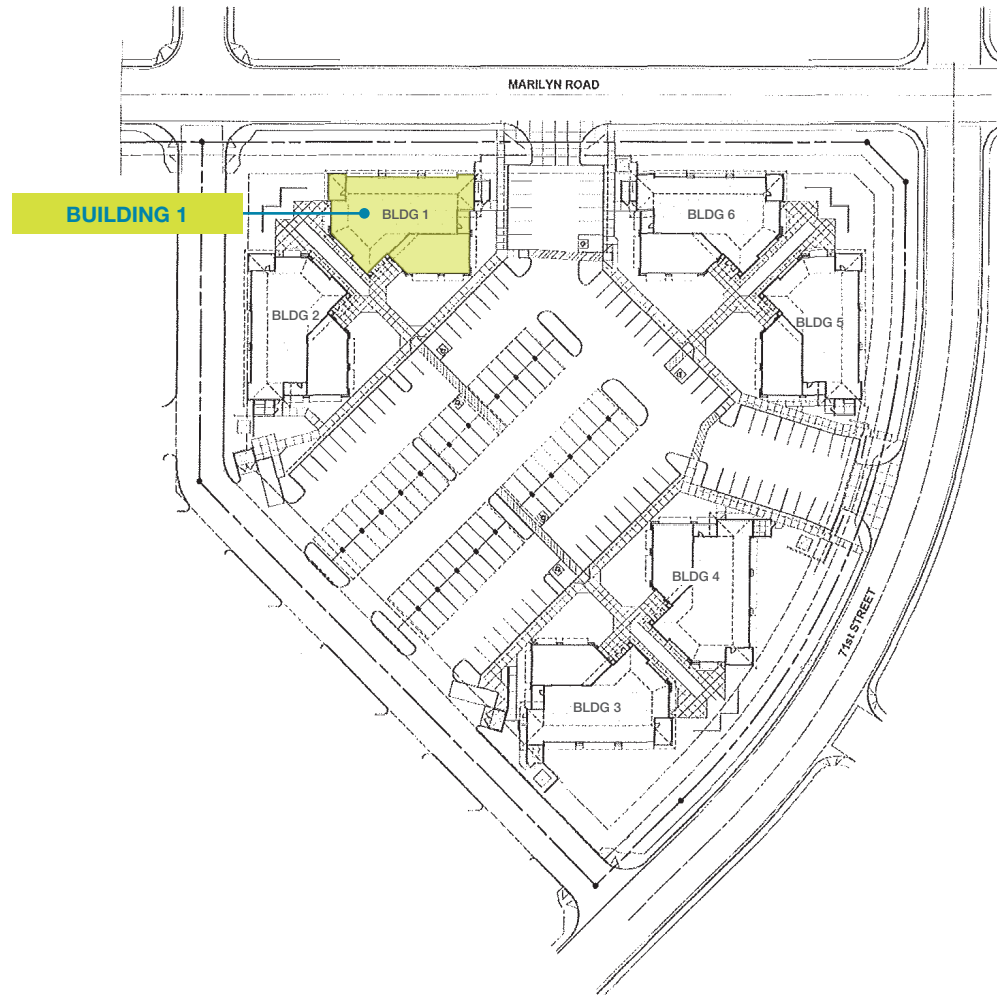 MARILYN ROAD
BUILDING 1
BLDG 1
BLDG 6
BLDG 2
BLDG 5
BLDG 4
71st STREET
BLDG 3